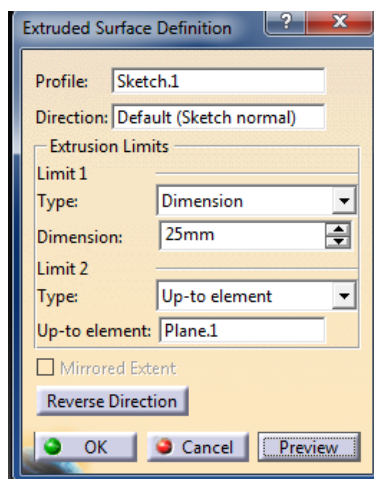 Extruded Surface Definition ? X
Profile: Sketch.1
Direction: Default (Sketch normal)
Extrusion Limits
Limit 1
Type: Dimension
Dimension: 25mm
Limit 2
Type: Up-to element
Up-to element: Plane.1
Mirrored Extent
Reverse Direction
OK Cancel Preview